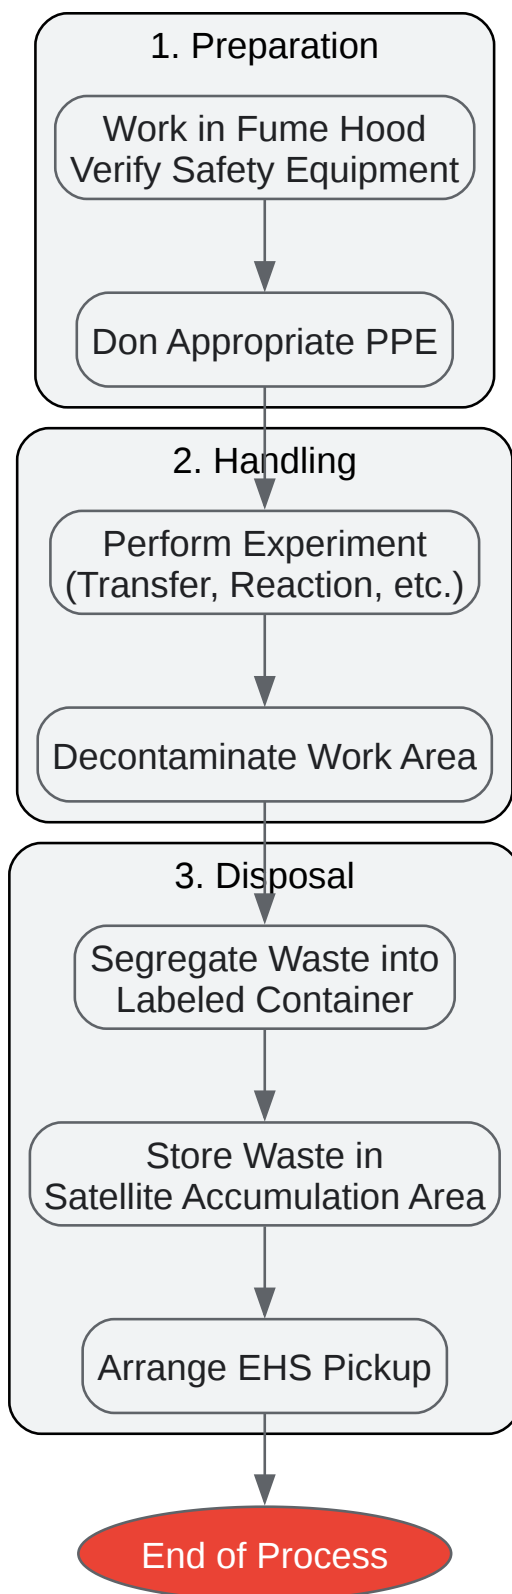 1. Preparation
Work in Fume Hood
Verify Safety Equipment
Don Appropriate PPE
2. Handling
Perform Experiment
(Transfer, Reaction, etc.)
Decontaminate Work Area
3. Disposal
Segregate Waste into
Labeled Container
Store Waste in
Satellite Accumulation Area
Arrange EHS Pickup
End of Process